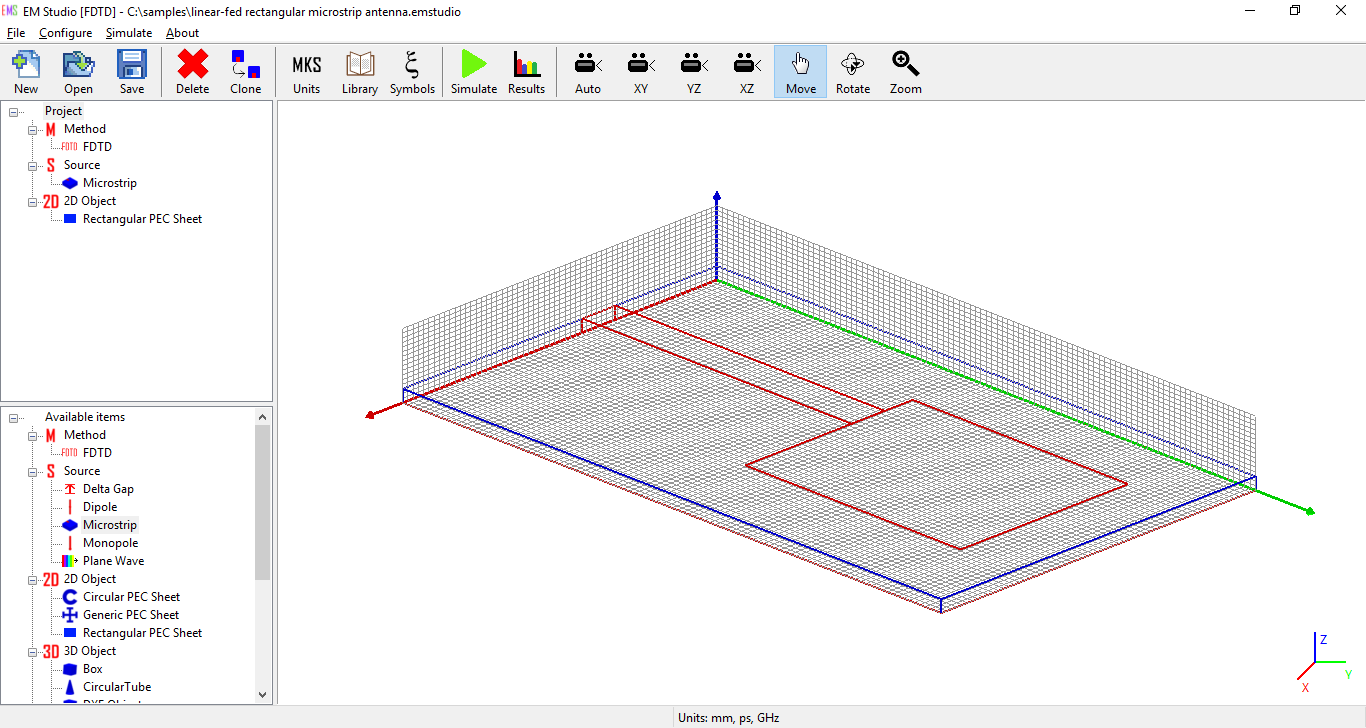 EMS EM Studio [FDTD] - C:\samples\linear-fed rectangular microstrip antenna.emstudio
File Configure Simulate About
New Open Save Delete Clone MKS Units Library ξ Symbols Simulate Results Auto XY YZ XZ Move Rotate Zoom
Project
M Method
FDTD FDTD
S Source
Microstrip
2D 2D Object
Rectangular PEC Sheet
Available items
M Method
FDTD FDTD
S Source
Delta Gap
Dipole
Microstrip
Monopole
Plane Wave
2D 2D Object
Circular PEC Sheet
Generic PEC Sheet
Rectangular PEC Sheet
3D 3D Object
Box
CircularTube
Z
Y
X
Units: mm, ps, GHz